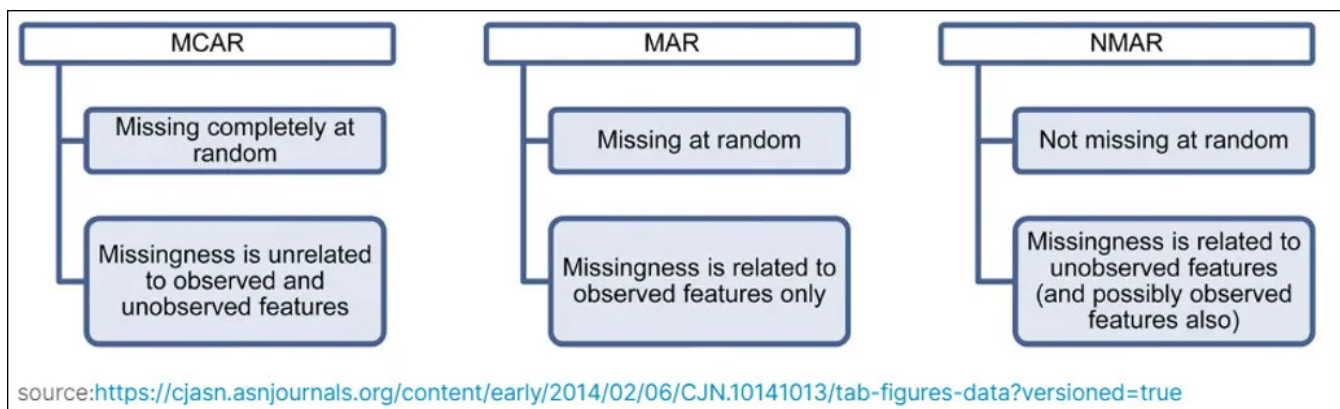 MCAR
Missing completely at
random
Missingness is unrelated
to observed and
unobserved features
MAR
Missing at random
Missingness is related to
observed features only
NMAR
Not missing at random
Missingness is related to
unobserved features
(and possibly observed
features also)
source:https://cjasn.asnjournals.org/content/early/2014/02/06/CJN.10141013/tab-figures-data?versioned=true